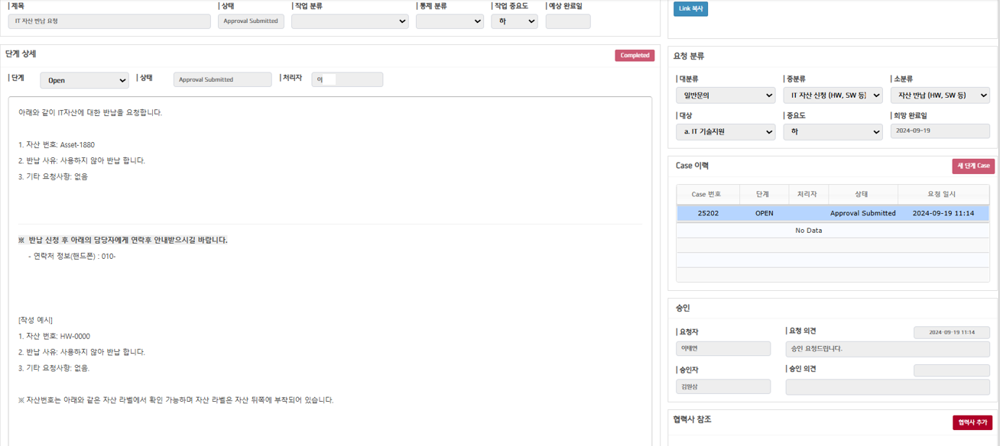 제목
상태
작업 분류
통제 분류
작업 중요도
예상 완료일
IT 자산 반납 요청
Approval Submitted
하
단계 상세
Completed
단계
Open
상태
Approval Submitted
처리자
이
아래와 같이 IT자산에 대한 반납을 요청합니다.
1. 자산 번호: Asset-1880
2. 반납 사유: 사용하지 않아 반납 합니다.
3. 기타 요청사항: 없음
※ 반납 신청 후 아래의 담당자에게 연락후 안내받으시길 바랍니다.
- 연락처 정보(핸드폰) : 010-
[작성 예시]
1. 자산 번호: HW-0000
2. 반납 사유: 사용하지 않아 반납 합니다.
3. 기타 요청사항: 없음.
※ 자산번호는 아래와 같은 자산 라벨에서 확인 가능하며 자산 라벨은 자산 뒤쪽에 부착되어 있습니다.
Link 복사
요청 분류
대분류
중분류
소분류
일반문의
IT 자산 신청 (HW, SW 등)
자산 반납 (HW, SW 등)
대상
중요도
희망 완료일
a. IT 기술지원
하
2024-09-19
Case 이력
새 단계 Case
Case 번호
단계
처리자
상태
요청 일시
25202
OPEN
Approval Submitted
2024-09-19 11:14
No Data
승인
요청자
요청 의견
2024-09-19 11:14
이태연
승인 요청드립니다.
승인자
승인 의견
김원삼
협력사 참조
협력사 추가